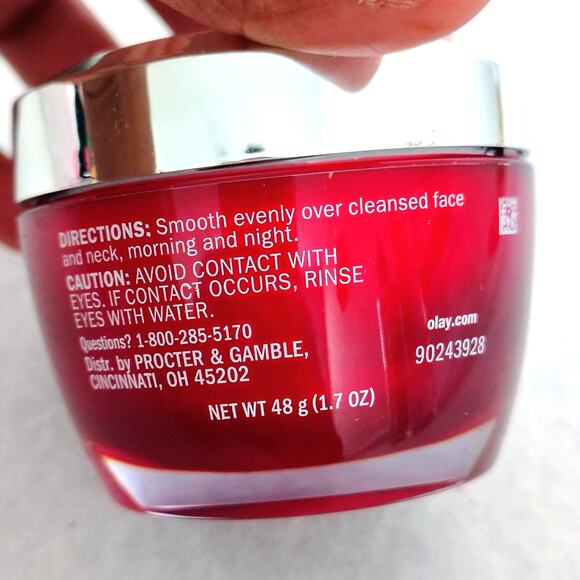 DIRECTIONS: Smooth evenly over cleansed face
and neck, morning and night.
CAUTION: AVOID CONTACT WITH
EYES. IF CONTACT OCCURS, RINSE
EYES WITH WATER.
Questions? 1-800-285-5170
Distr. by PROCTER & GAMBLE,
CINCINNATI, OH 45202
olay.com
90243928
NET WT 48 g (1.7 OZ)